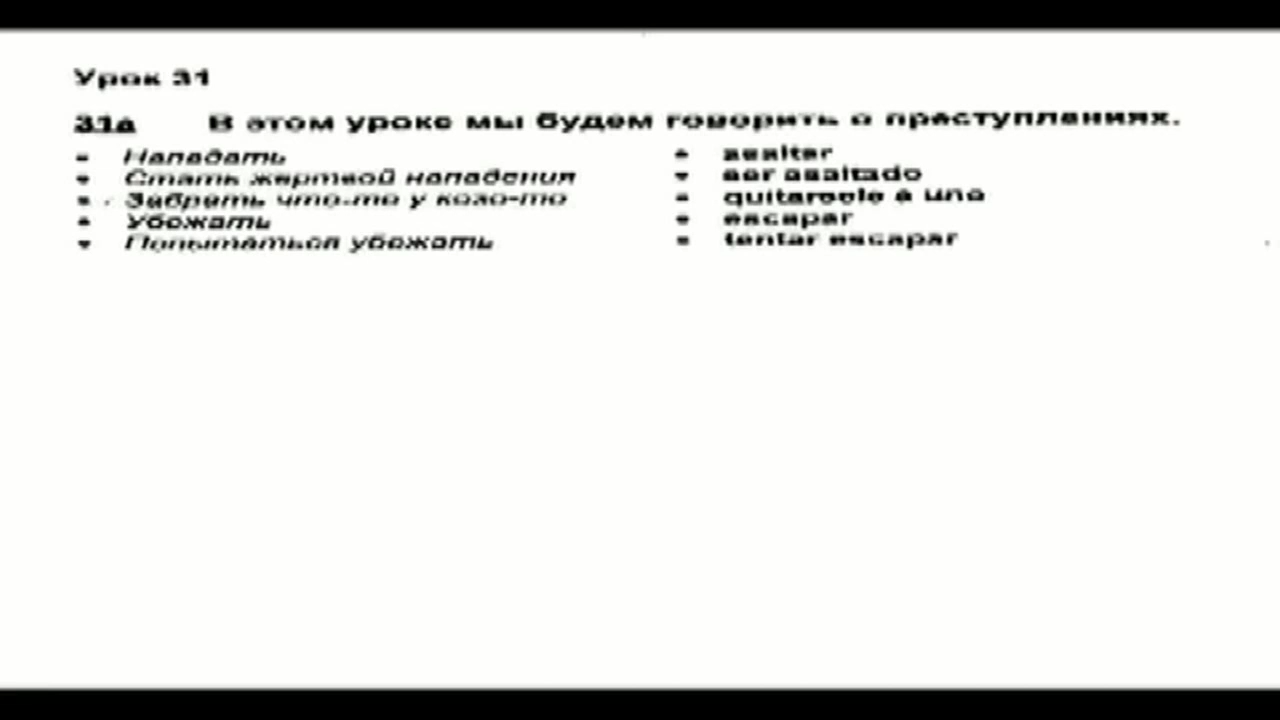 Урок 31
31a В этом уроке мы будем говорить о преступлениях.
• Нападать • asaltar
• Стать жертвой нападения • ser asaltado
• Забрать что-то у кого-то • quitárselo a uno
• Убежать • escapar
• Попытаться убежать • tentar escapar